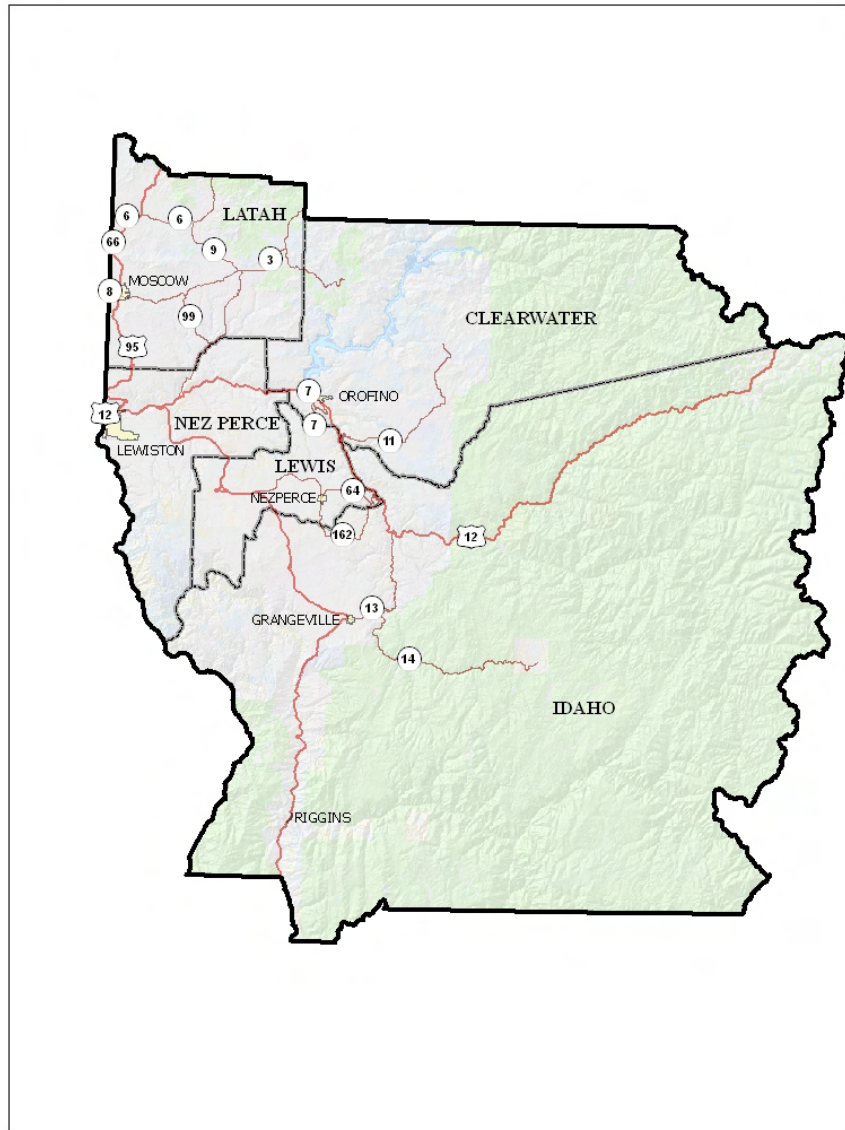 LATAH
6
6
66
9
3
MOSCOW
8
99
CLEARWATER
95
7
OROFINO
12
NEZ PERCE
7
11
LEWISTON
LEWIS
64
NEZPERCE
162
12
13
GRANGEVILLE
14
IDAHO
RIGGINS